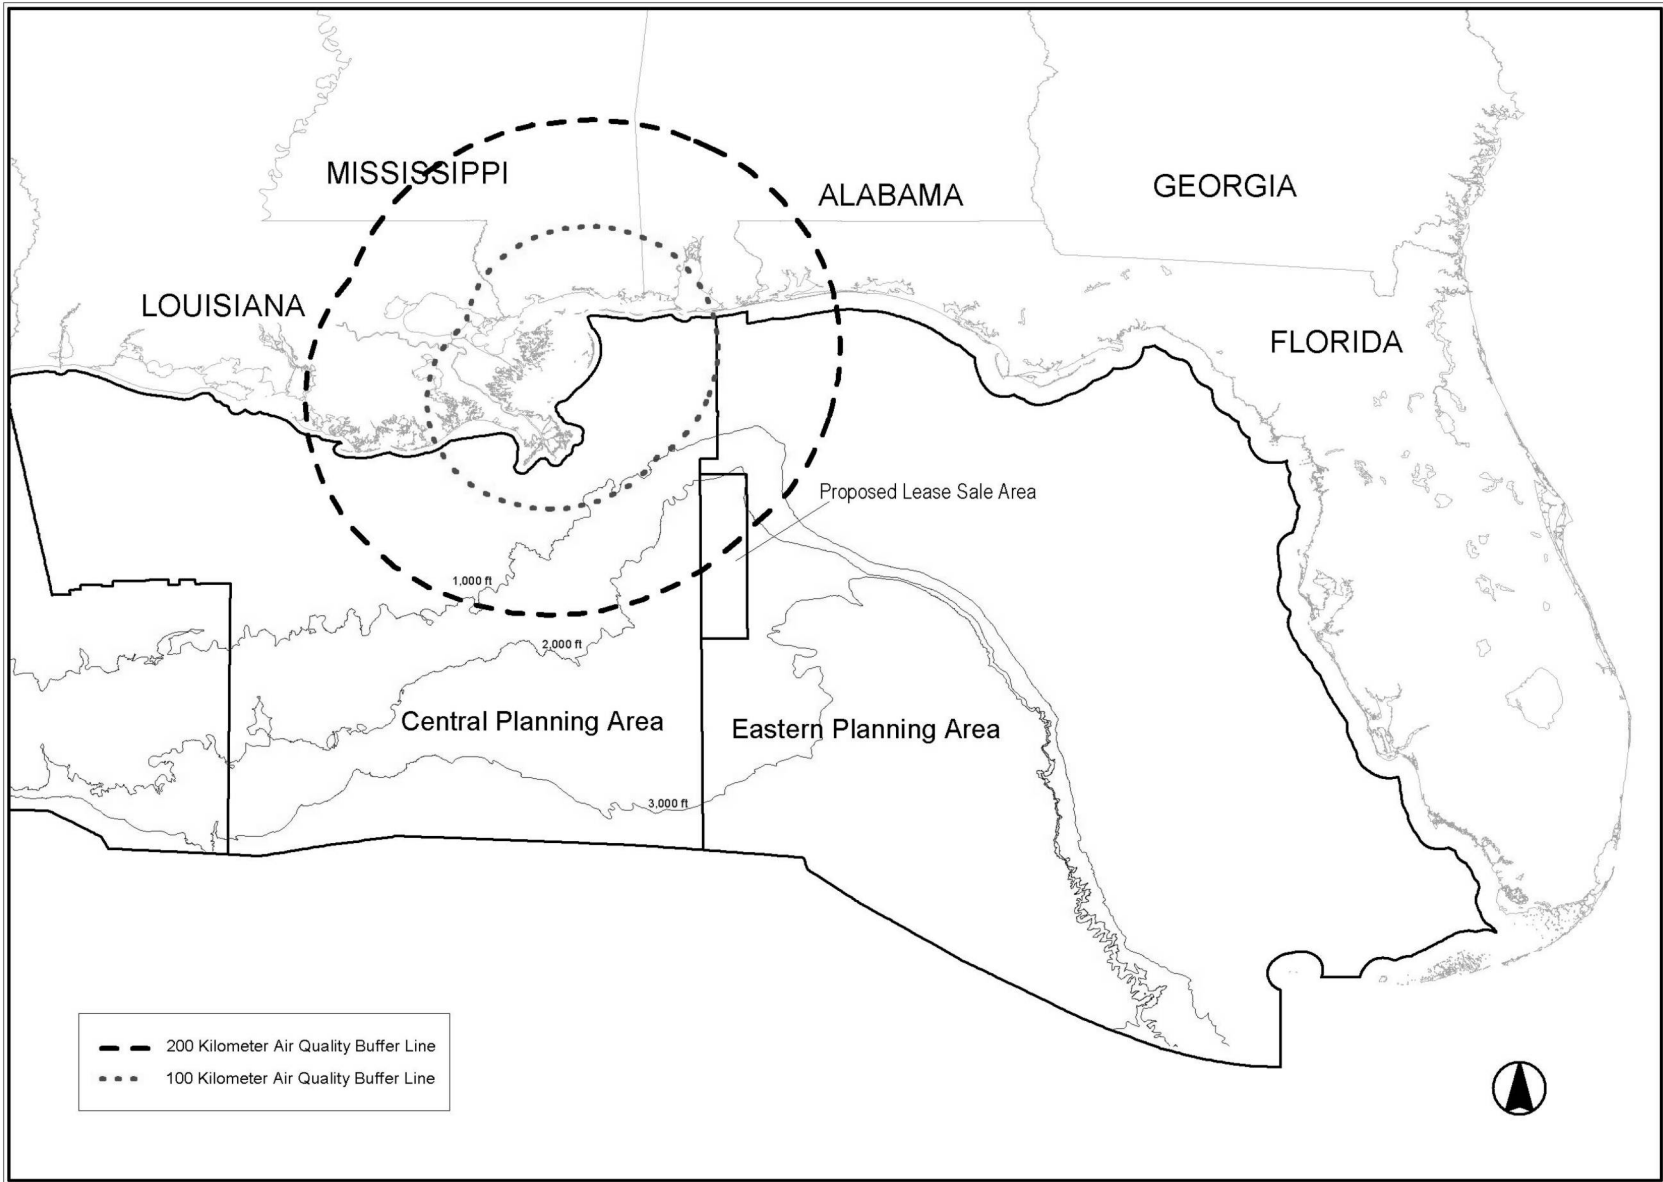 MISSISSIPPI
ALABAMA
GEORGIA
LOUISIANA
FLORIDA
Proposed Lease Sale Area
1,000 ft
2,000 ft
Central Planning Area
Eastern Planning Area
3,000 ft
200 Kilometer Air Quality Buffer Line
100 Kilometer Air Quality Buffer Line